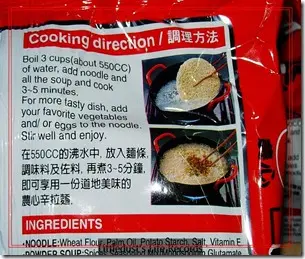 Cooking direction / 調理方法
Boil 3 cups(about 550CC)
of water, add noodle and
all the soup and cook
3~5 minutes.
For more tasty dish, add
your favorite vegetables
and/ or eggs to the noodle.
Stir well and enjoy.
在550CC的沸水中, 放入麵條,
調味料及佐料, 再煮3~5分鐘,
即可享用一份道地美味的
農心辛拉麵。
INGREDIENTS
•NOODLE:Wheat Flour, Palm Oil, Potato Starch, Salt, Vitamin E